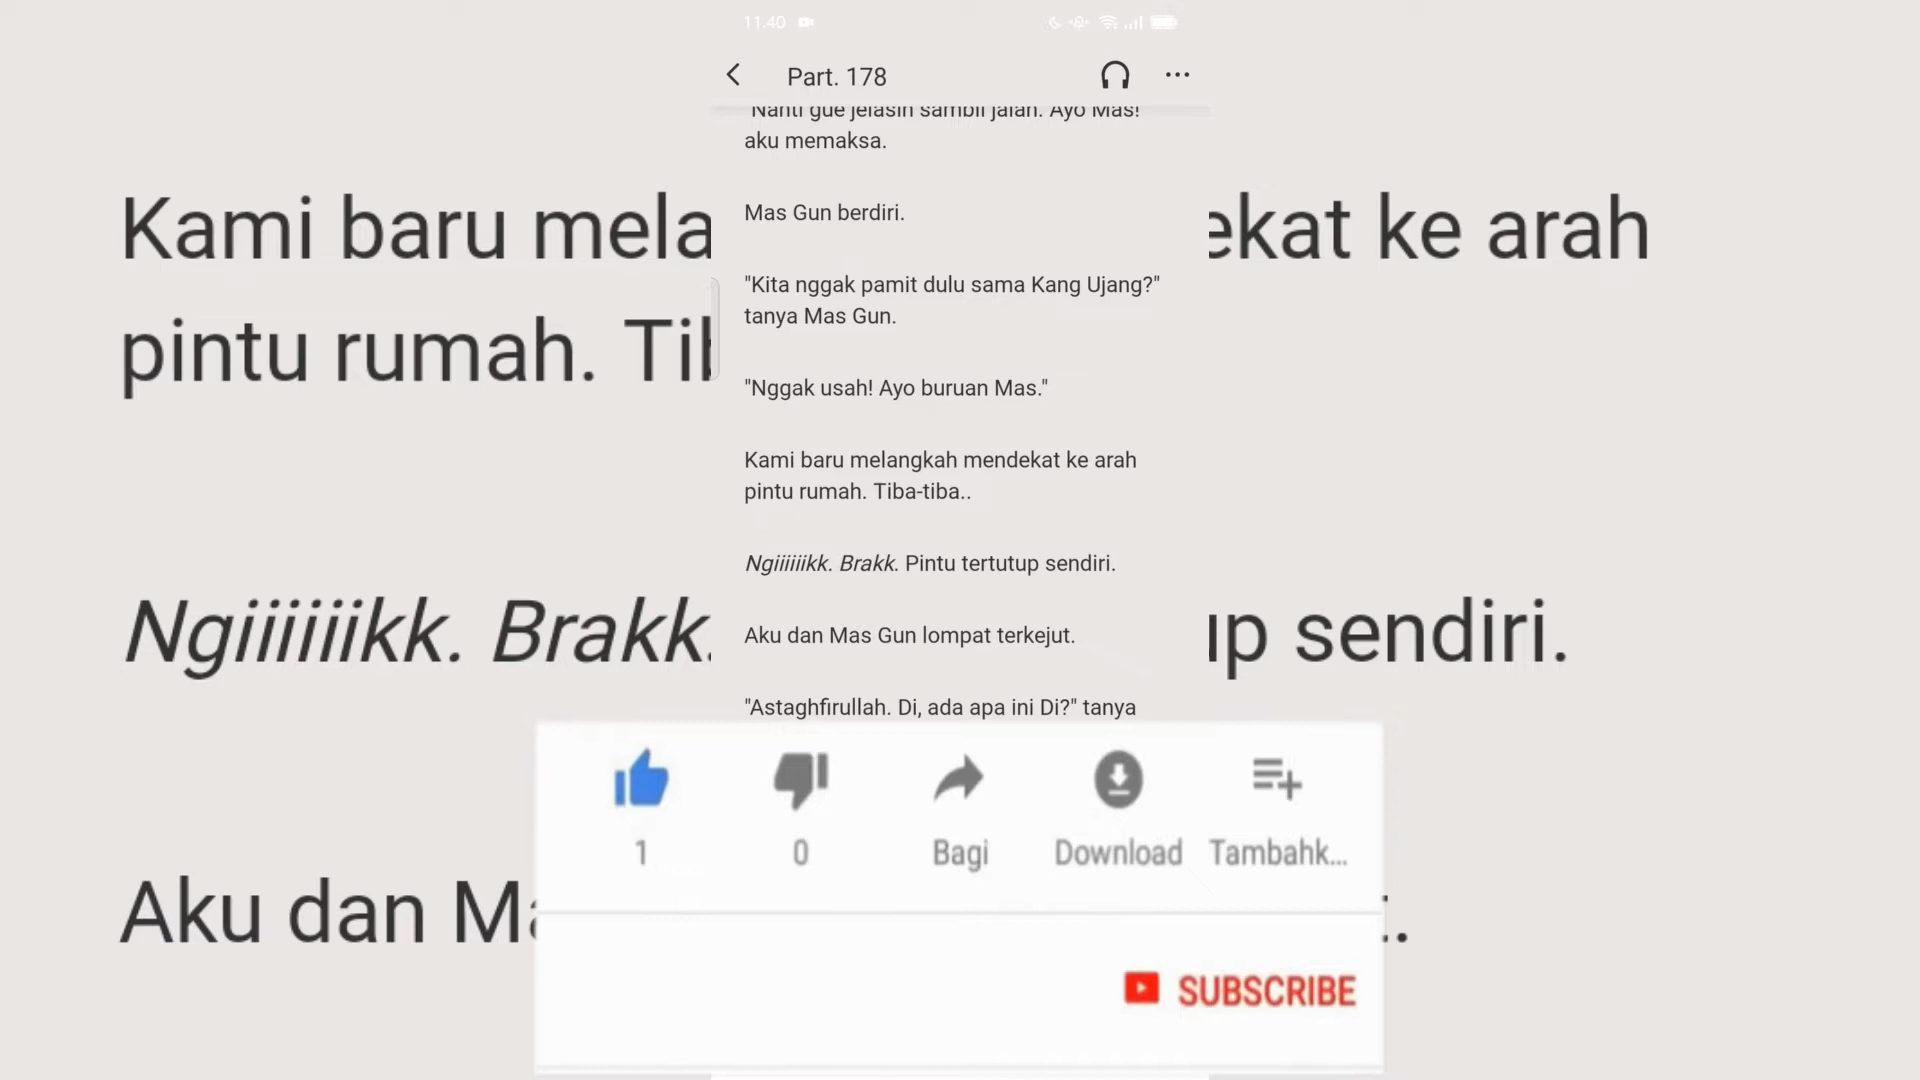 11.40
Part. 178
"Nanti gue jelasin sambil jalan. Ayo Mas!
aku memaksa.
Mas Gun berdiri.
"Kita nggak pamit dulu sama Kang Ujang?"
tanya Mas Gun.
"Nggak usah! Ayo buruan Mas."
Kami baru melangkah mendekat ke arah
pintu rumah. Tiba-tiba..
Ngiiiiiikk. Brakk. Pintu tertutup sendiri.
Aku dan Mas Gun lompat terkejut.
"Astaghfirullah. Di, ada apa ini Di?" tanya
Kami baru mela ekat ke arah
pintu rumah. Ti
Ngiiiiiikk. Brakk. up sendiri.
Aku dan Ma
1 0 Bagi Download Tambahk...
SUBSCRIBE